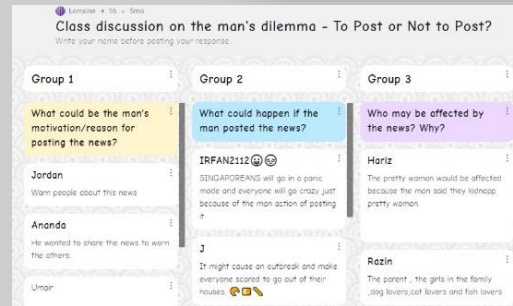 Lorraine + 16 • 5mo
Class discussion on the man's dilemma - To Post or Not to Post?
Write your name before posting your response.
Group 1
What could be the man's
motivation/reason for
posting the news?
Jordan
Warn people about this news
Ananda
He wanted to share the news to warn
the others.
Umair
Group 2
What could happen if the
man posted the news?
IRFAN2112
SINGAPOREANS will go in a panic
mode and everyone will go crazy just
because of the man action of posting
it
J
It might cause an outbreak and make
everyone scared to go out of their
houses.
Group 3
Who may be affected by
the news? Why?
Hariz
The pretty woman would be affected
because the man said they kidnapp
pretty woman
Razin
The parent , the girls in the family
,dog lovers,cat lovers and fish lovers